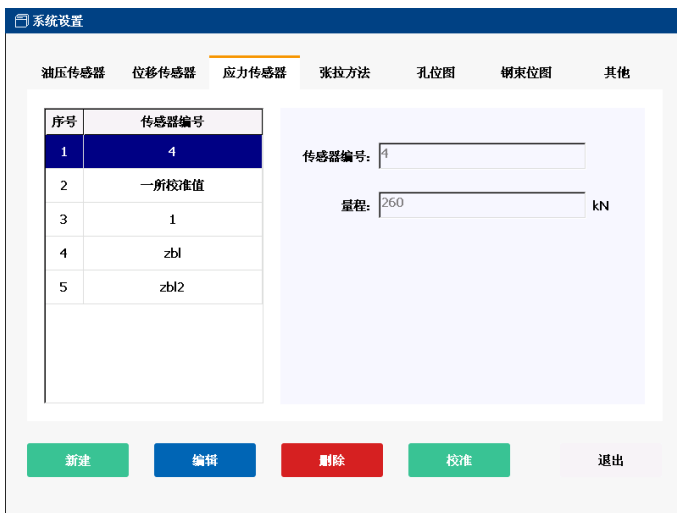 系统设置
油压传感器 位移传感器 应力传感器 张拉方法 孔位图 钢束位图 其他
序号 传感器编号
1 4
2 一所校准值
3 1
4 zbl
5 zbl2
传感器编号: 4
量程: 260 kN
新建 编辑 删除 校准 退出